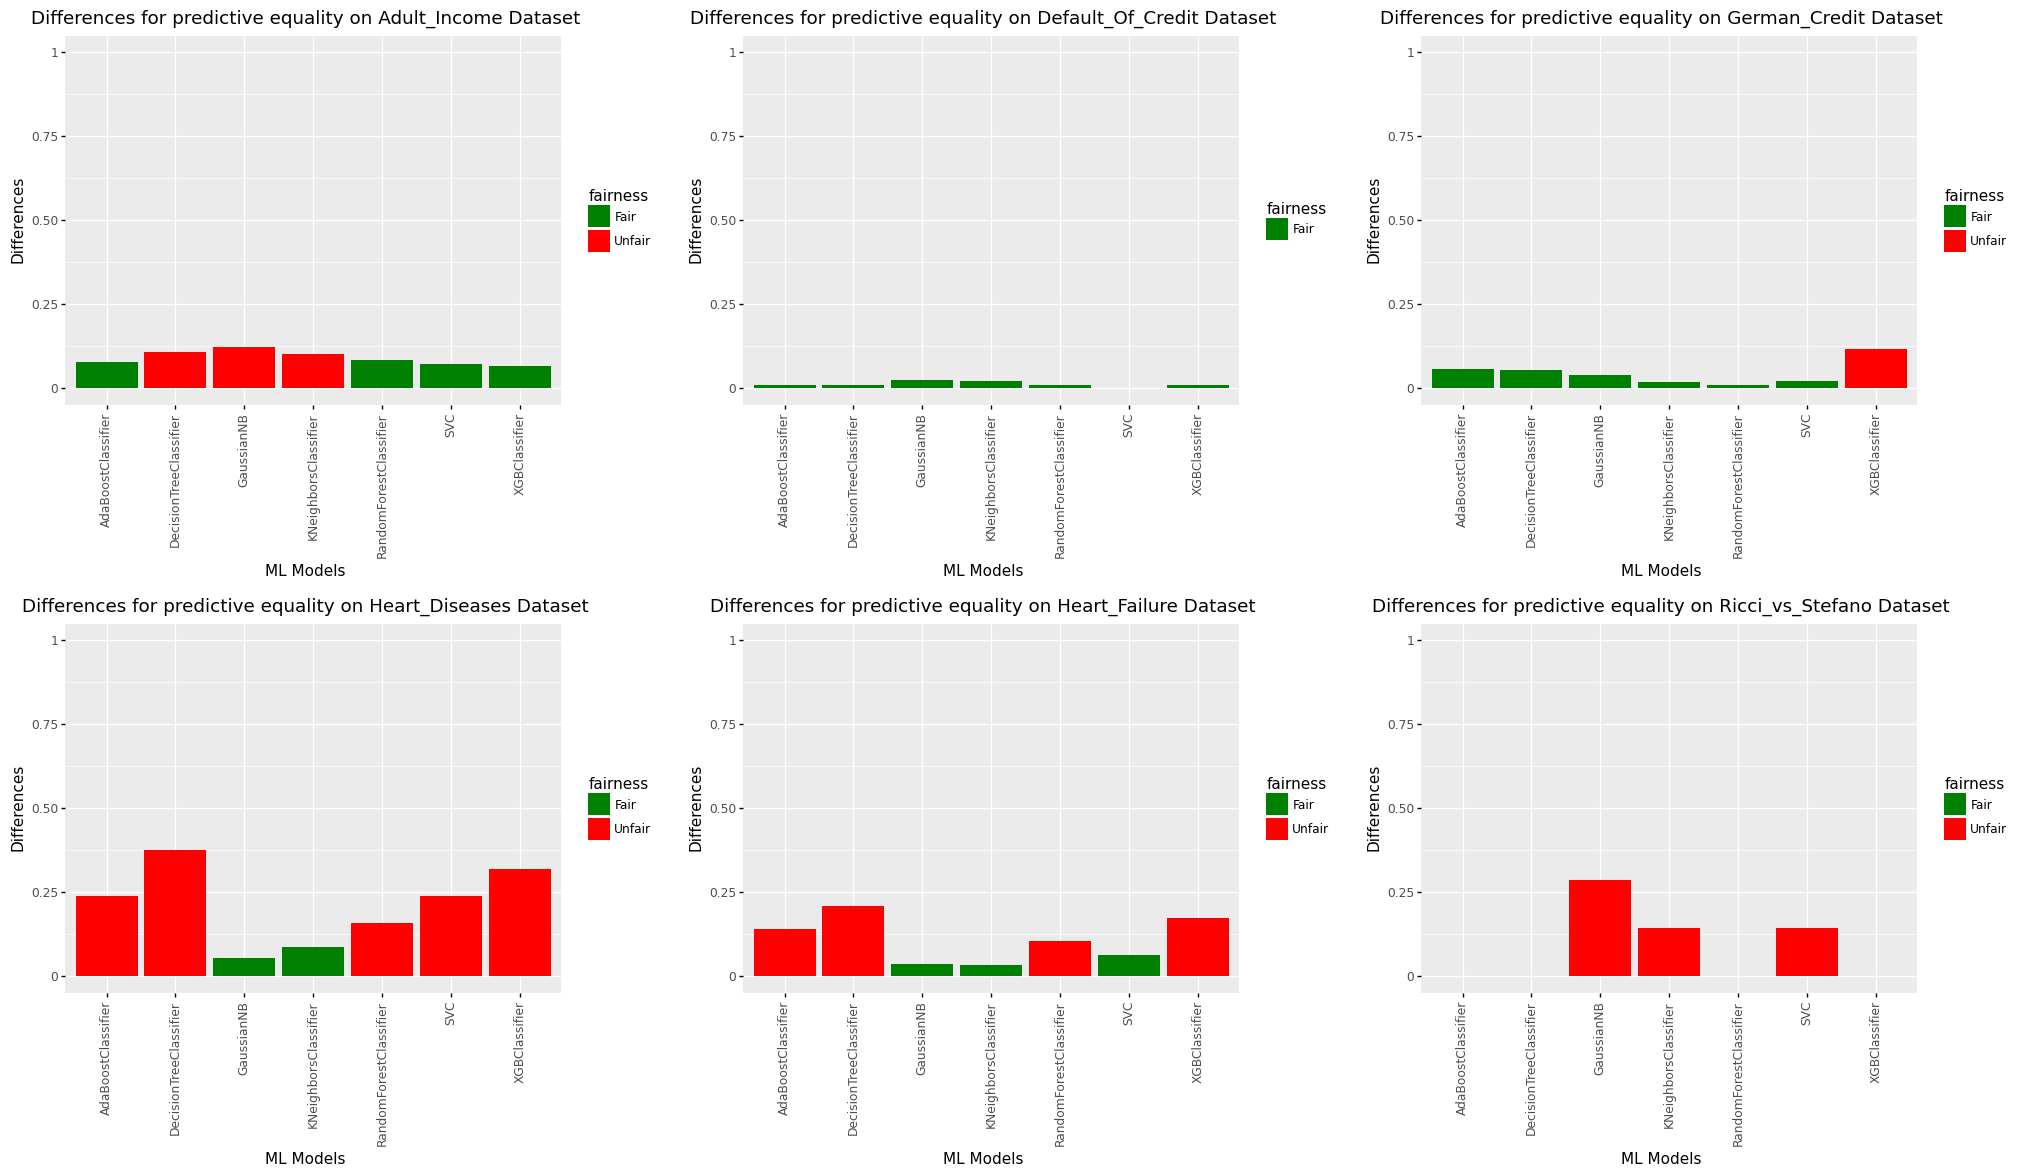 Differences for predictive equality on Adult_Income Dataset
1
0.75
0.50
0.25
0
Differences
AdaBoostClassifier
DecisionTreeClassifier
GaussianNB
KNeighborsClassifier
RandomForestClassifier
SVC
XGBClassifier
ML Models
fairness
Fair
Unfair
Differences for predictive equality on Default_Of_Credit Dataset
1
0.75
0.50
0.25
0
Differences
AdaBoostClassifier
DecisionTreeClassifier
GaussianNB
KNeighborsClassifier
RandomForestClassifier
SVC
XGBClassifier
ML Models
fairness
Fair
Differences for predictive equality on German_Credit Dataset
1
0.75
0.50
0.25
0
Differences
AdaBoostClassifier
DecisionTreeClassifier
GaussianNB
KNeighborsClassifier
RandomForestClassifier
SVC
XGBClassifier
ML Models
fairness
Fair
Unfair
Differences for predictive equality on Heart_Diseases Dataset
1
0.75
0.50
0.25
0
Differences
AdaBoostClassifier
DecisionTreeClassifier
GaussianNB
KNeighborsClassifier
RandomForestClassifier
SVC
XGBClassifier
ML Models
fairness
Fair
Unfair
Differences for predictive equality on Heart_Failure Dataset
1
0.75
0.50
0.25
0
Differences
AdaBoostClassifier
DecisionTreeClassifier
GaussianNB
KNeighborsClassifier
RandomForestClassifier
SVC
XGBClassifier
ML Models
fairness
Fair
Unfair
Differences for predictive equality on Ricci_vs_Stefano Dataset
1
0.75
0.50
0.25
0
Differences
AdaBoostClassifier
DecisionTreeClassifier
GaussianNB
KNeighborsClassifier
RandomForestClassifier
SVC
XGBClassifier
ML Models
fairness
Fair
Unfair